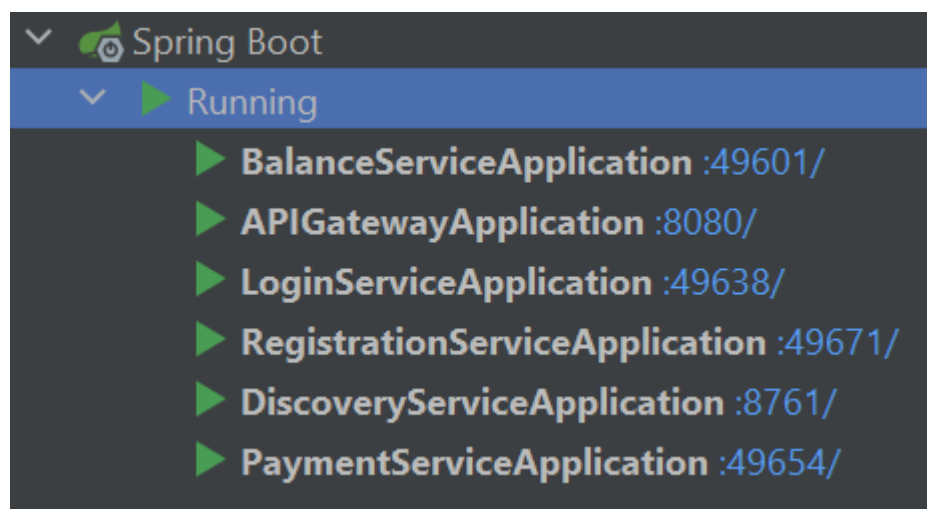 Spring Boot
Running
BalanceServiceApplication :49601/
APIGatewayApplication :8080/
LoginServiceApplication :49638/
RegistrationServiceApplication :49671/
DiscoveryServiceApplication :8761/
PaymentServiceApplication :49654/